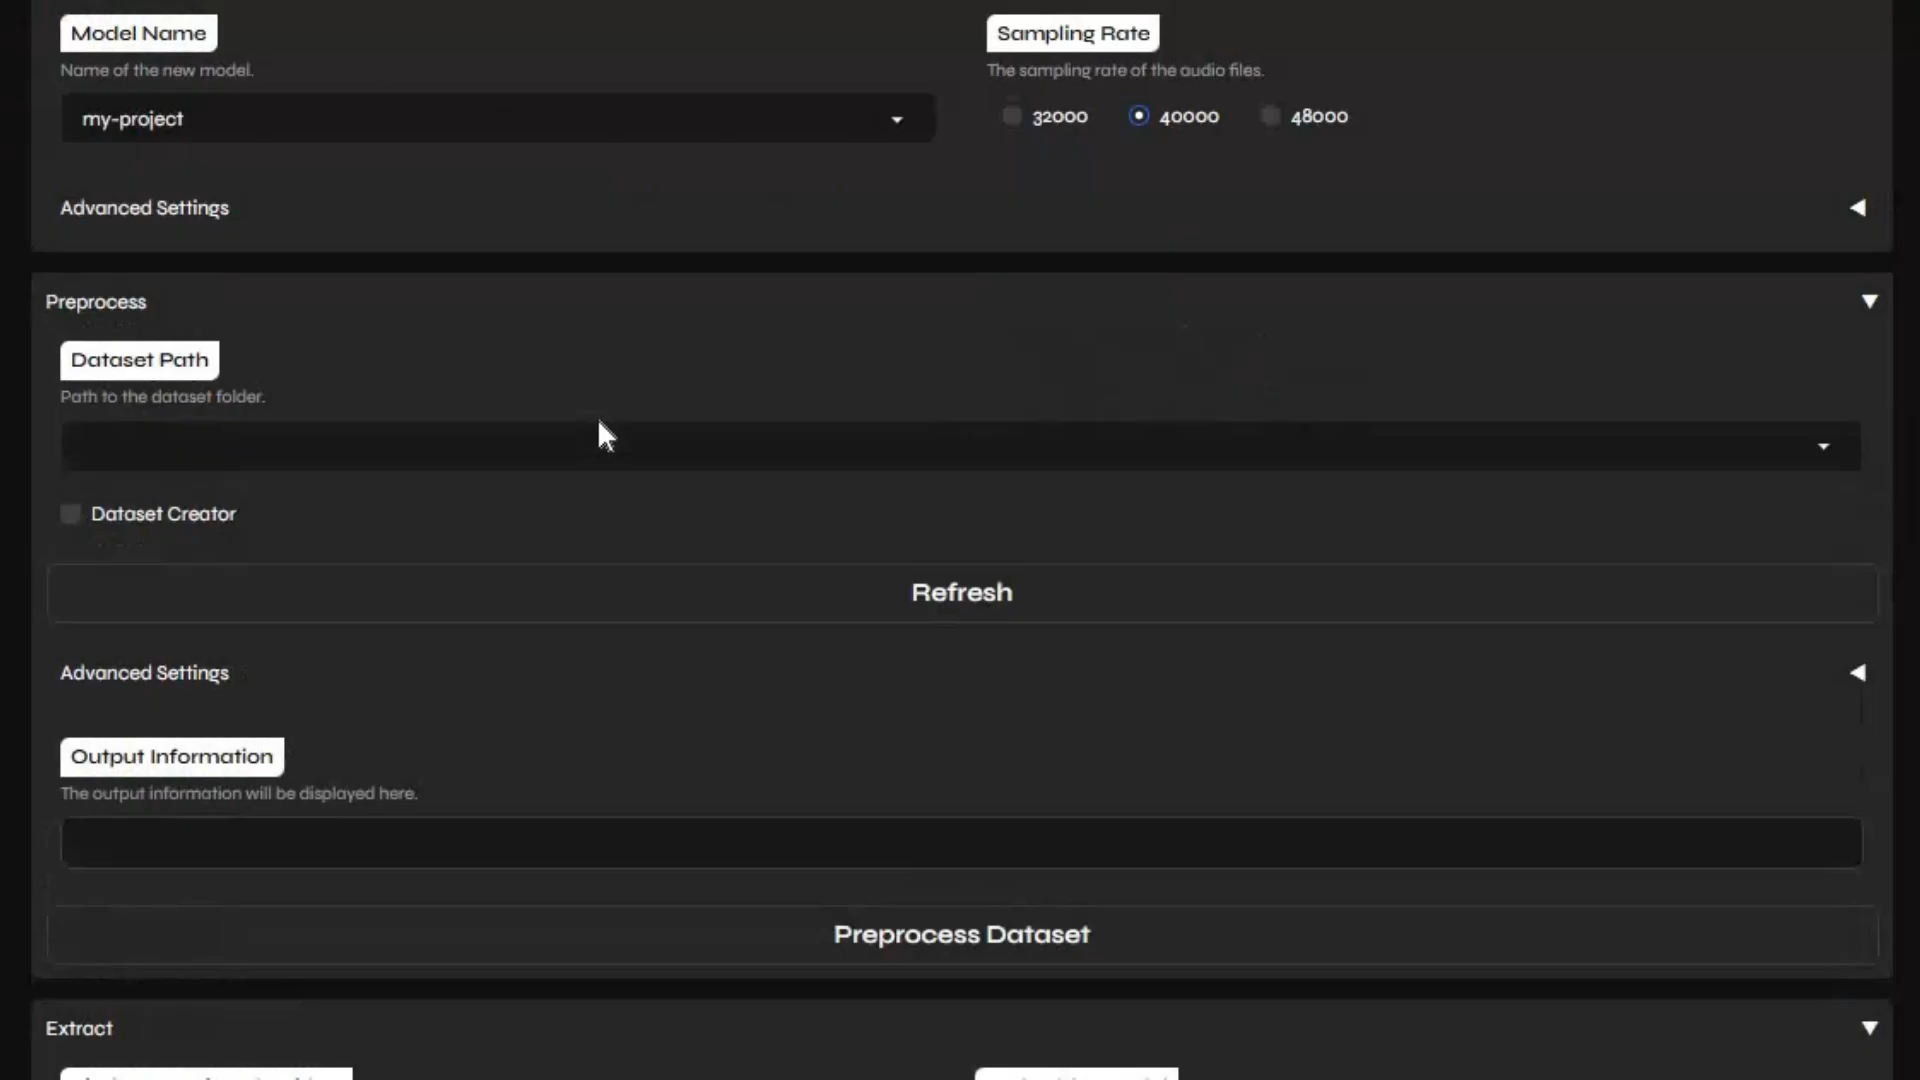 Model Name
Name of the new model.
my-project
Sampling Rate
The sampling rate of the audio files.
32000 40000 48000
Advanced Settings
Preprocess
Dataset Path
Path to the dataset folder.
Dataset Creator
Refresh
Advanced Settings
Output Information
The output information will be displayed here.
Preprocess Dataset
Extract